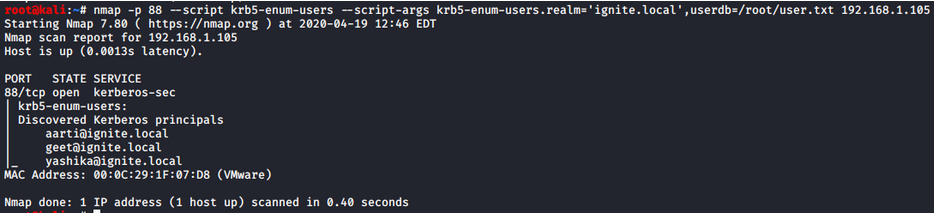 root@kali:~# nmap -p 88 --script krb5-enum-users --script-args krb5-enum-users.realm='ignite.local',userdb=/root/user.txt 192.168.1.105
Starting Nmap 7.80 ( https://nmap.org ) at 2020-04-19 12:46 EDT
Nmap scan report for 192.168.1.105
Host is up (0.0013s latency).

PORT   STATE SERVICE
88/tcp open  kerberos-sec
| krb5-enum-users:
| Discovered Kerberos principals
|     aarti@ignite.local
|     geet@ignite.local
|_    yashika@ignite.local
MAC Address: 00:0C:29:1F:07:D8 (VMware)

Nmap done: 1 IP address (1 host up) scanned in 0.40 seconds
root@kali:~#